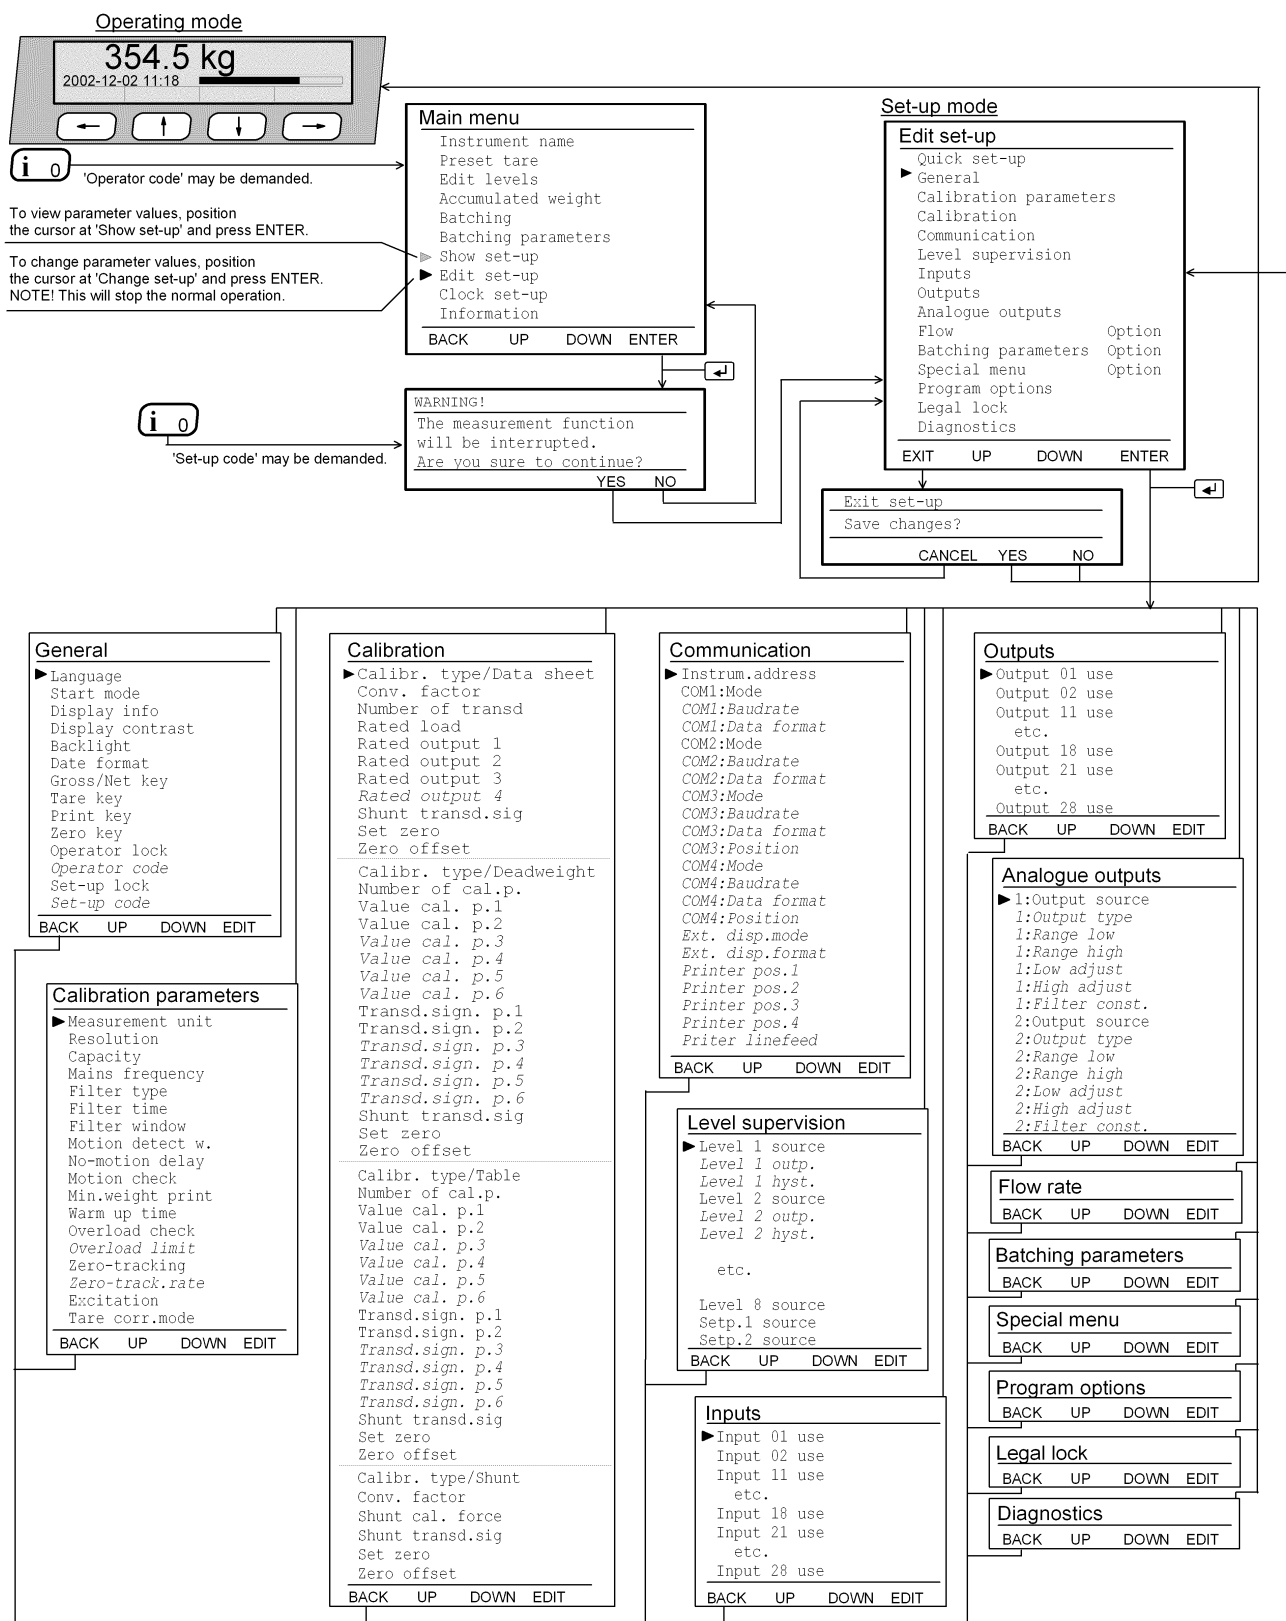 Operating mode
354.5 kg
2002-12-02 11:18
i 0
'Operator code' may be demanded.
To view parameter values, position
the cursor at 'Show set-up' and press ENTER.
To change parameter values, position
the cursor at 'Change set-up' and press ENTER.
NOTE! This will stop the normal operation.
Main menu
Instrument name
Preset tare
Edit levels
Accumulated weight
Batching
Batching parameters
Show set-up
Edit set-up
Clock set-up
Information
BACK UP DOWN ENTER
i 0
'Set-up code' may be demanded.
WARNING!
The measurement function
will be interrupted.
Are you sure to continue?
YES NO
Set-up mode
Edit set-up
Quick set-up
General
Calibration parameters
Calibration
Communication
Level supervision
Inputs
Outputs
Analogue outputs
Flow Option
Batching parameters Option
Special menu Option
Program options
Legal lock
Diagnostics
EXIT UP DOWN ENTER
Exit set-up
Save changes?
CANCEL YES NO
General
Language
Start mode
Display info
Display contrast
Backlight
Date format
Gross/Net key
Tare key
Print key
Zero key
Operator lock
Operator code
Set-up lock
Set-up code
BACK UP DOWN EDIT
Calibration parameters
Measurement unit
Resolution
Capacity
Mains frequency
Filter type
Filter time
Filter window
Motion detect w.
No-motion delay
Motion check
Min.weight print
Warm up time
Overload check
Overload limit
Zero-tracking
Zero-track.rate
Excitation
Tare corr.mode
BACK UP DOWN EDIT
Calibration
Calibr. type/Data sheet
Conv. factor
Number of transd
Rated load
Rated output 1
Rated output 2
Rated output 3
Rated output 4
Shunt transd.sig
Set zero
Zero offset
Calibr. type/Deadweight
Number of cal.p.
Value cal. p.1
Value cal. p.2
Value cal. p.3
Value cal. p.4
Value cal. p.5
Value cal. p.6
Transd.sign. p.1
Transd.sign. p.2
Transd.sign. p.3
Transd.sign. p.4
Transd.sign. p.5
Transd.sign. p.6
Shunt transd.sig
Set zero
Zero offset
Calibr. type/Table
Number of cal.p.
Value cal. p.1
Value cal. p.2
Value cal. p.3
Value cal. p.4
Value cal. p.5
Value cal. p.6
Transd.sign. p.1
Transd.sign. p.2
Transd.sign. p.3
Transd.sign. p.4
Transd.sign. p.5
Transd.sign. p.6
Shunt transd.sig
Set zero
Zero offset
Calibr. type/Shunt
Conv. factor
Shunt cal. force
Shunt transd.sig
Set zero
Zero offset
BACK UP DOWN EDIT
Communication
Instrum.address
COM1:Mode
COM1:Baudrate
COM1:Data format
COM2:Mode
COM2:Baudrate
COM2:Data format
COM3:Mode
COM3:Baudrate
COM3:Data format
COM3:Position
COM4:Mode
COM4:Baudrate
COM4:Data format
COM4:Position
Ext. disp.mode
Ext. disp.format
Printer pos.1
Printer pos.2
Printer pos.3
Printer pos.4
Priter linefeed
BACK UP DOWN EDIT
Level supervision
Level 1 source
Level 1 outp.
Level 1 hyst.
Level 2 source
Level 2 outp.
Level 2 hyst.
etc.
Level 8 source
Setp.1 source
Setp.2 source
BACK UP DOWN EDIT
Inputs
Input 01 use
Input 02 use
Input 11 use
etc.
Input 18 use
Input 21 use
etc.
Input 28 use
BACK UP DOWN EDIT
Outputs
Output 01 use
Output 02 use
Output 11 use
etc.
Output 18 use
Output 21 use
etc.
Output 28 use
BACK UP DOWN EDIT
Analogue outputs
1:Output source
1:Output type
1:Range low
1:Range high
1:Low adjust
1:High adjust
1:Filter const.
2:Output source
2:Output type
2:Range low
2:Range high
2:Low adjust
2:High adjust
2:Filter const.
BACK UP DOWN EDIT
Flow rate
BACK UP DOWN EDIT
Batching parameters
BACK UP DOWN EDIT
Special menu
BACK UP DOWN EDIT
Program options
BACK UP DOWN EDIT
Legal lock
BACK UP DOWN EDIT
Diagnostics
BACK UP DOWN EDIT